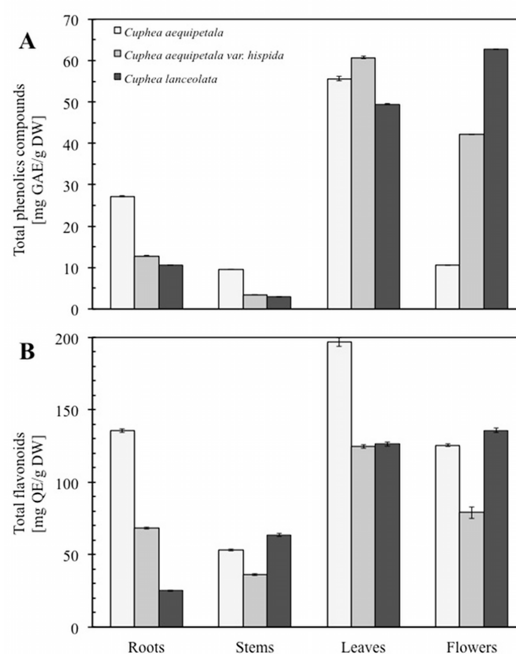 A
Cuphea aequipetala
Cuphea aequipetala var. hispida
Cuphea lanceolata
Total phenolics compounds
[mg GAE/g DW]
70
60
50
40
30
20
10
0
B
Total flavonoids
[mg QE/g DW]
200
150
100
50
0
Roots Stems Leaves Flowers